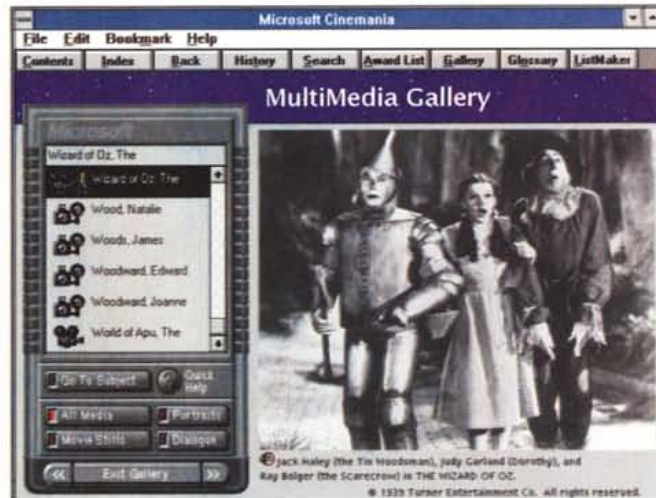 Microsoft Cinemania
File Edit Bookmark Help
Contents Index Back History Search Award List Gallery Glossary ListMaker
MultiMedia Gallery
Microsoft
Wizard of Oz, The
Wizard of Oz, The
Wood, Natalie
Woods, James
Woodward, Edward
Woodward, Joanne
World of Apu, The
Go To Subject Quick
Help
All Media Portraits
Movie Stills Dialogue
Exit Gallery
Jack Haley (the Tin Woodsman), Judy Garland (Dorothy), and
Ray Bolger (the Scarecrow) in THE WIZARD OF OZ.
© 1939 Turner Entertainment Co. All rights reserved.